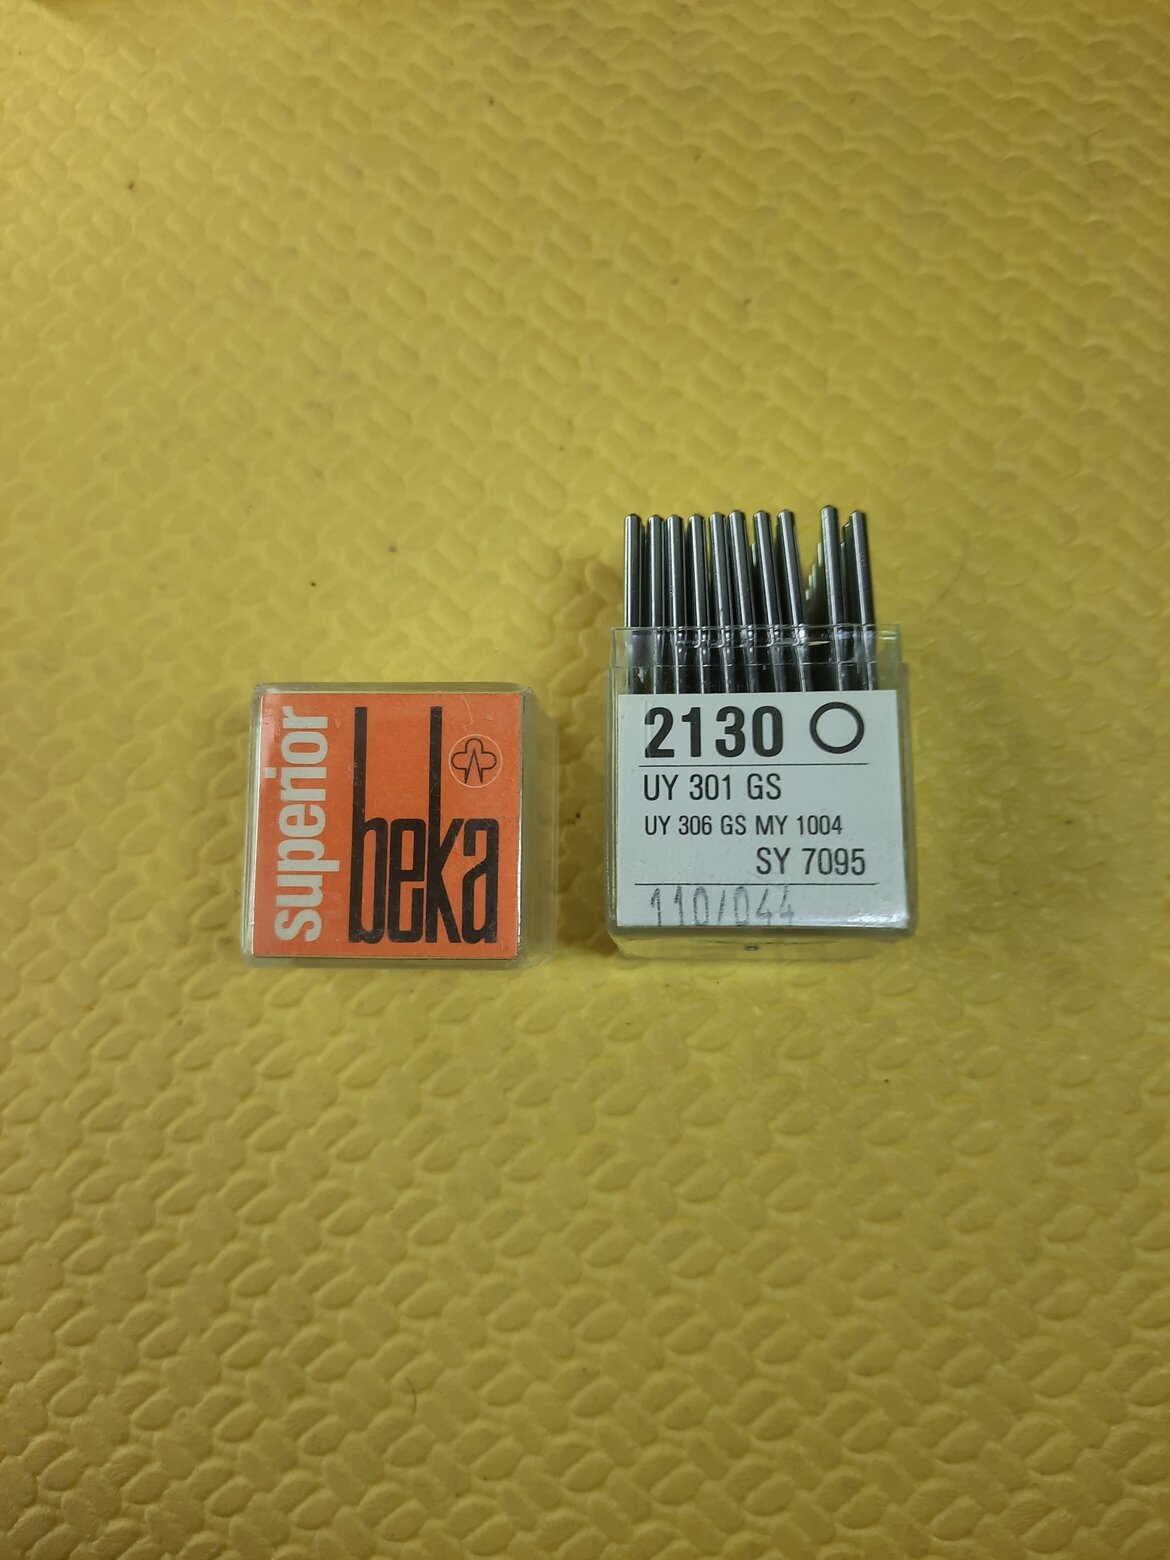 superior
beka
2130 O
UY 301 GS
UY 306 GS MY 1004
SY 7095
110/044